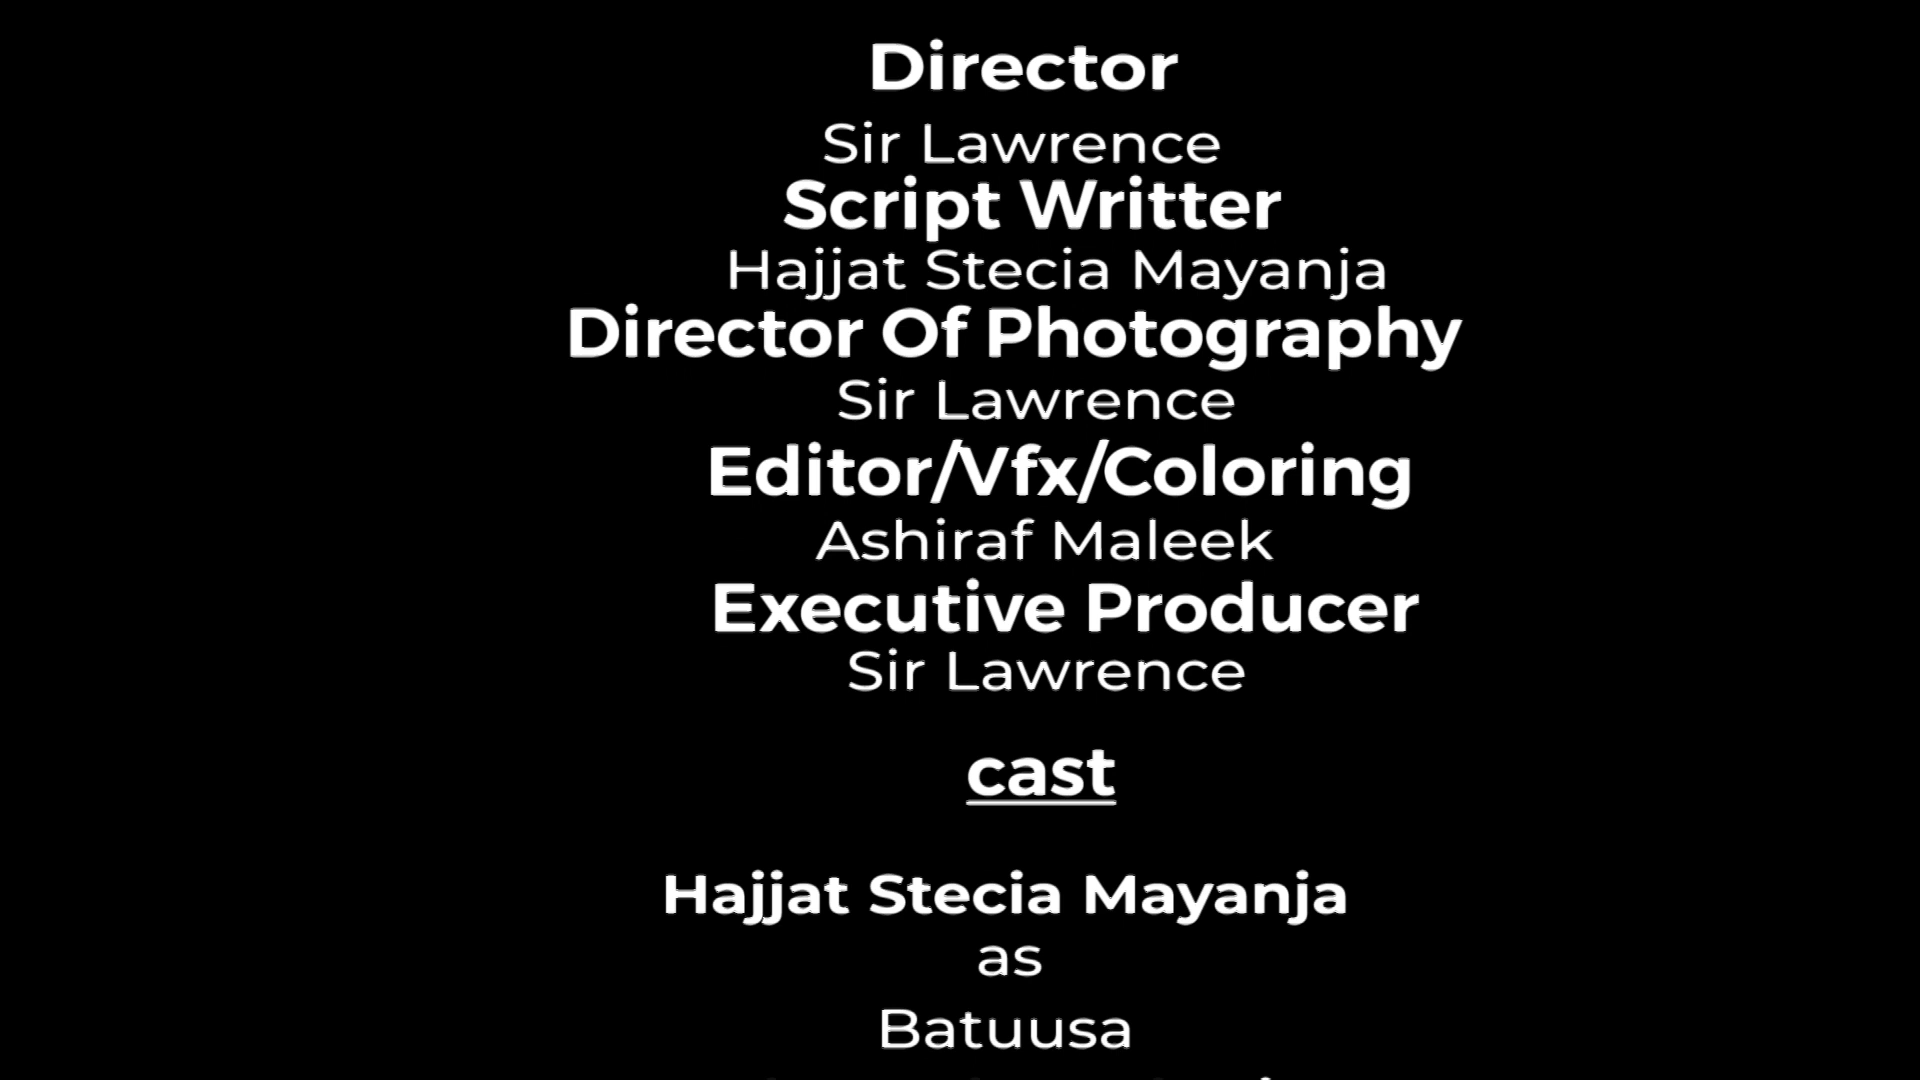 Director
Sir Lawrence
Script Writter
Hajjat Stecia Mayanja
Director Of Photography
Sir Lawrence
Editor/Vfx/Coloring
Ashiraf Maleek
Executive Producer
Sir Lawrence
cast
Hajjat Stecia Mayanja
as
Batuusa